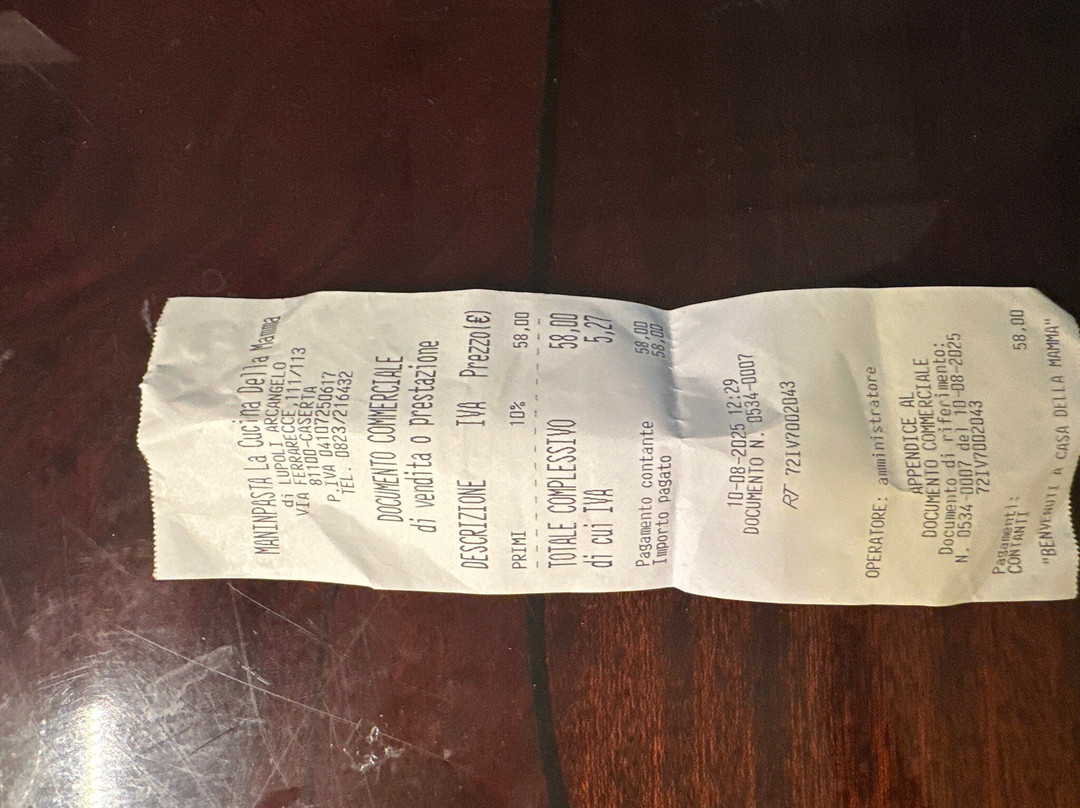 MANINPASTA La Cucina Della Mamma
di LUPOLI ARCANGELO
VIA FERRARECCE,111/113
81100-CASERTA
P.IVA 04107250617
TEL. 0823/216432
DOCUMENTO COMMERCIALE
di vendita o prestazione
DESCRIZIONE IVA Prezzo(€)
PRIMI 10% 58,00
TOTALE COMPLESSIVO 58,00
di cui IVA 5,27
Pagamento contante 58,00
Importo pagato 58,00
10-08-2025 12:29
DOCUMENTO N. 0534-0007
RT 72IV7002043
OPERATORE: amministratore
APPENDICE AL
DOCUMENTO COMMERCIALE
Documento di riferimento:
N. 0534-0007 del 10-08-2025
72IV7002043
Pagamenti:
CONTANTI 58,00
"BENVENUTI A CASA DELLA MAMMA"